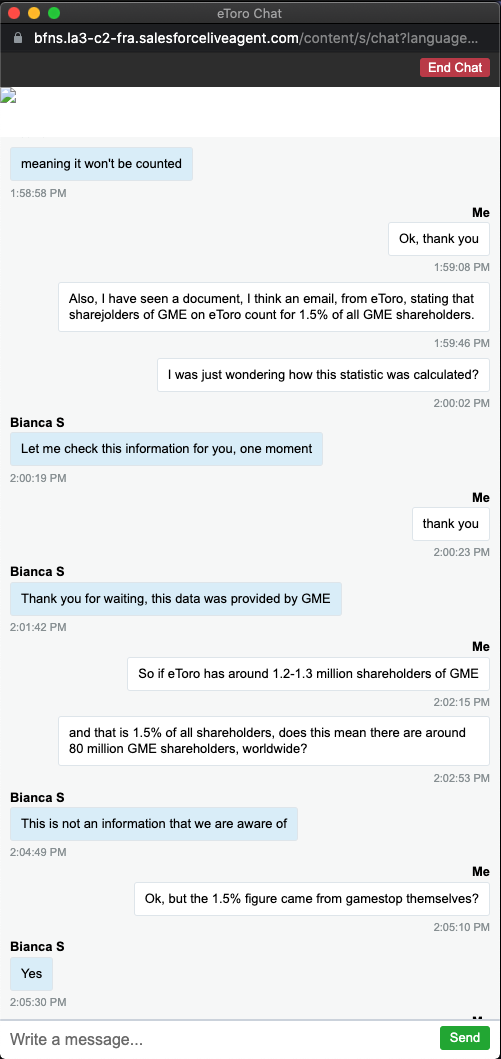 eToro Chat
bfns.la3-c2-fra.salesforceliveagent.com/content/s/chat?language...
End Chat
meaning it won't be counted
1:58:58 PM
Me
Ok, thank you
1:59:08 PM
Also, I have seen a document, I think an email, from eToro, stating that
sharejolders of GME on eToro count for 1.5% of all GME shareholders.
1:59:46 PM
I was just wondering how this statistic was calculated?
2:00:02 PM
Bianca S
Let me check this information for you, one moment
2:00:19 PM
Me
thank you
2:00:23 PM
Bianca S
Thank you for waiting, this data was provided by GME
2:01:42 PM
Me
So if eToro has around 1.2-1.3 million shareholders of GME
2:02:15 PM
and that is 1.5% of all shareholders, does this mean there are around
80 million GME shareholders, worldwide?
2:02:53 PM
Bianca S
This is not an information that we are aware of
2:04:49 PM
Me
Ok, but the 1.5% figure came from gamestop themselves?
2:05:10 PM
Bianca S
Yes
2:05:30 PM
Write a message...
Send